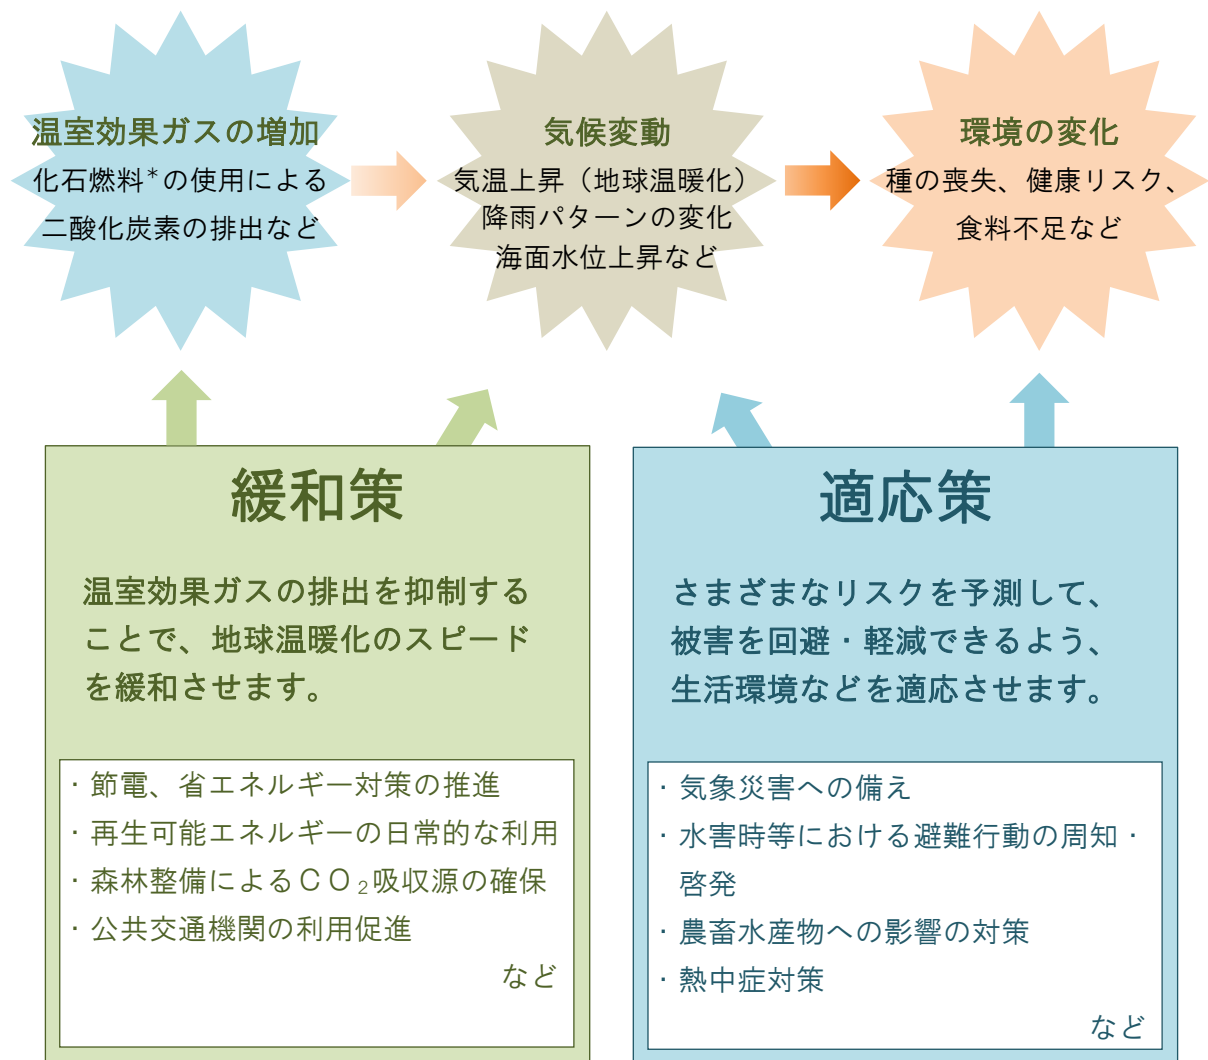 温室効果ガスの増加
化石燃料*の使用による
二酸化炭素の排出など
気候変動
気温上昇（地球温暖化）
降雨パターンの変化
海面水位上昇など
環境の変化
種の喪失、健康リスク、
食料不足など
緩和策
温室効果ガスの排出を抑制する
ことで、地球温暖化のスピード
を緩和させます。
・節電、省エネルギー対策の推進
・再生可能エネルギーの日常的な利用
・森林整備によるＣＯ₂吸収源の確保
・公共交通機関の利用促進
など
適応策
さまざまなリスクを予測して、
被害を回避・軽減できるよう、
生活環境などを適応させます。
・気象災害への備え
・水害時等における避難行動の周知・
啓発
・農畜水産物への影響の対策
・熱中症対策
など